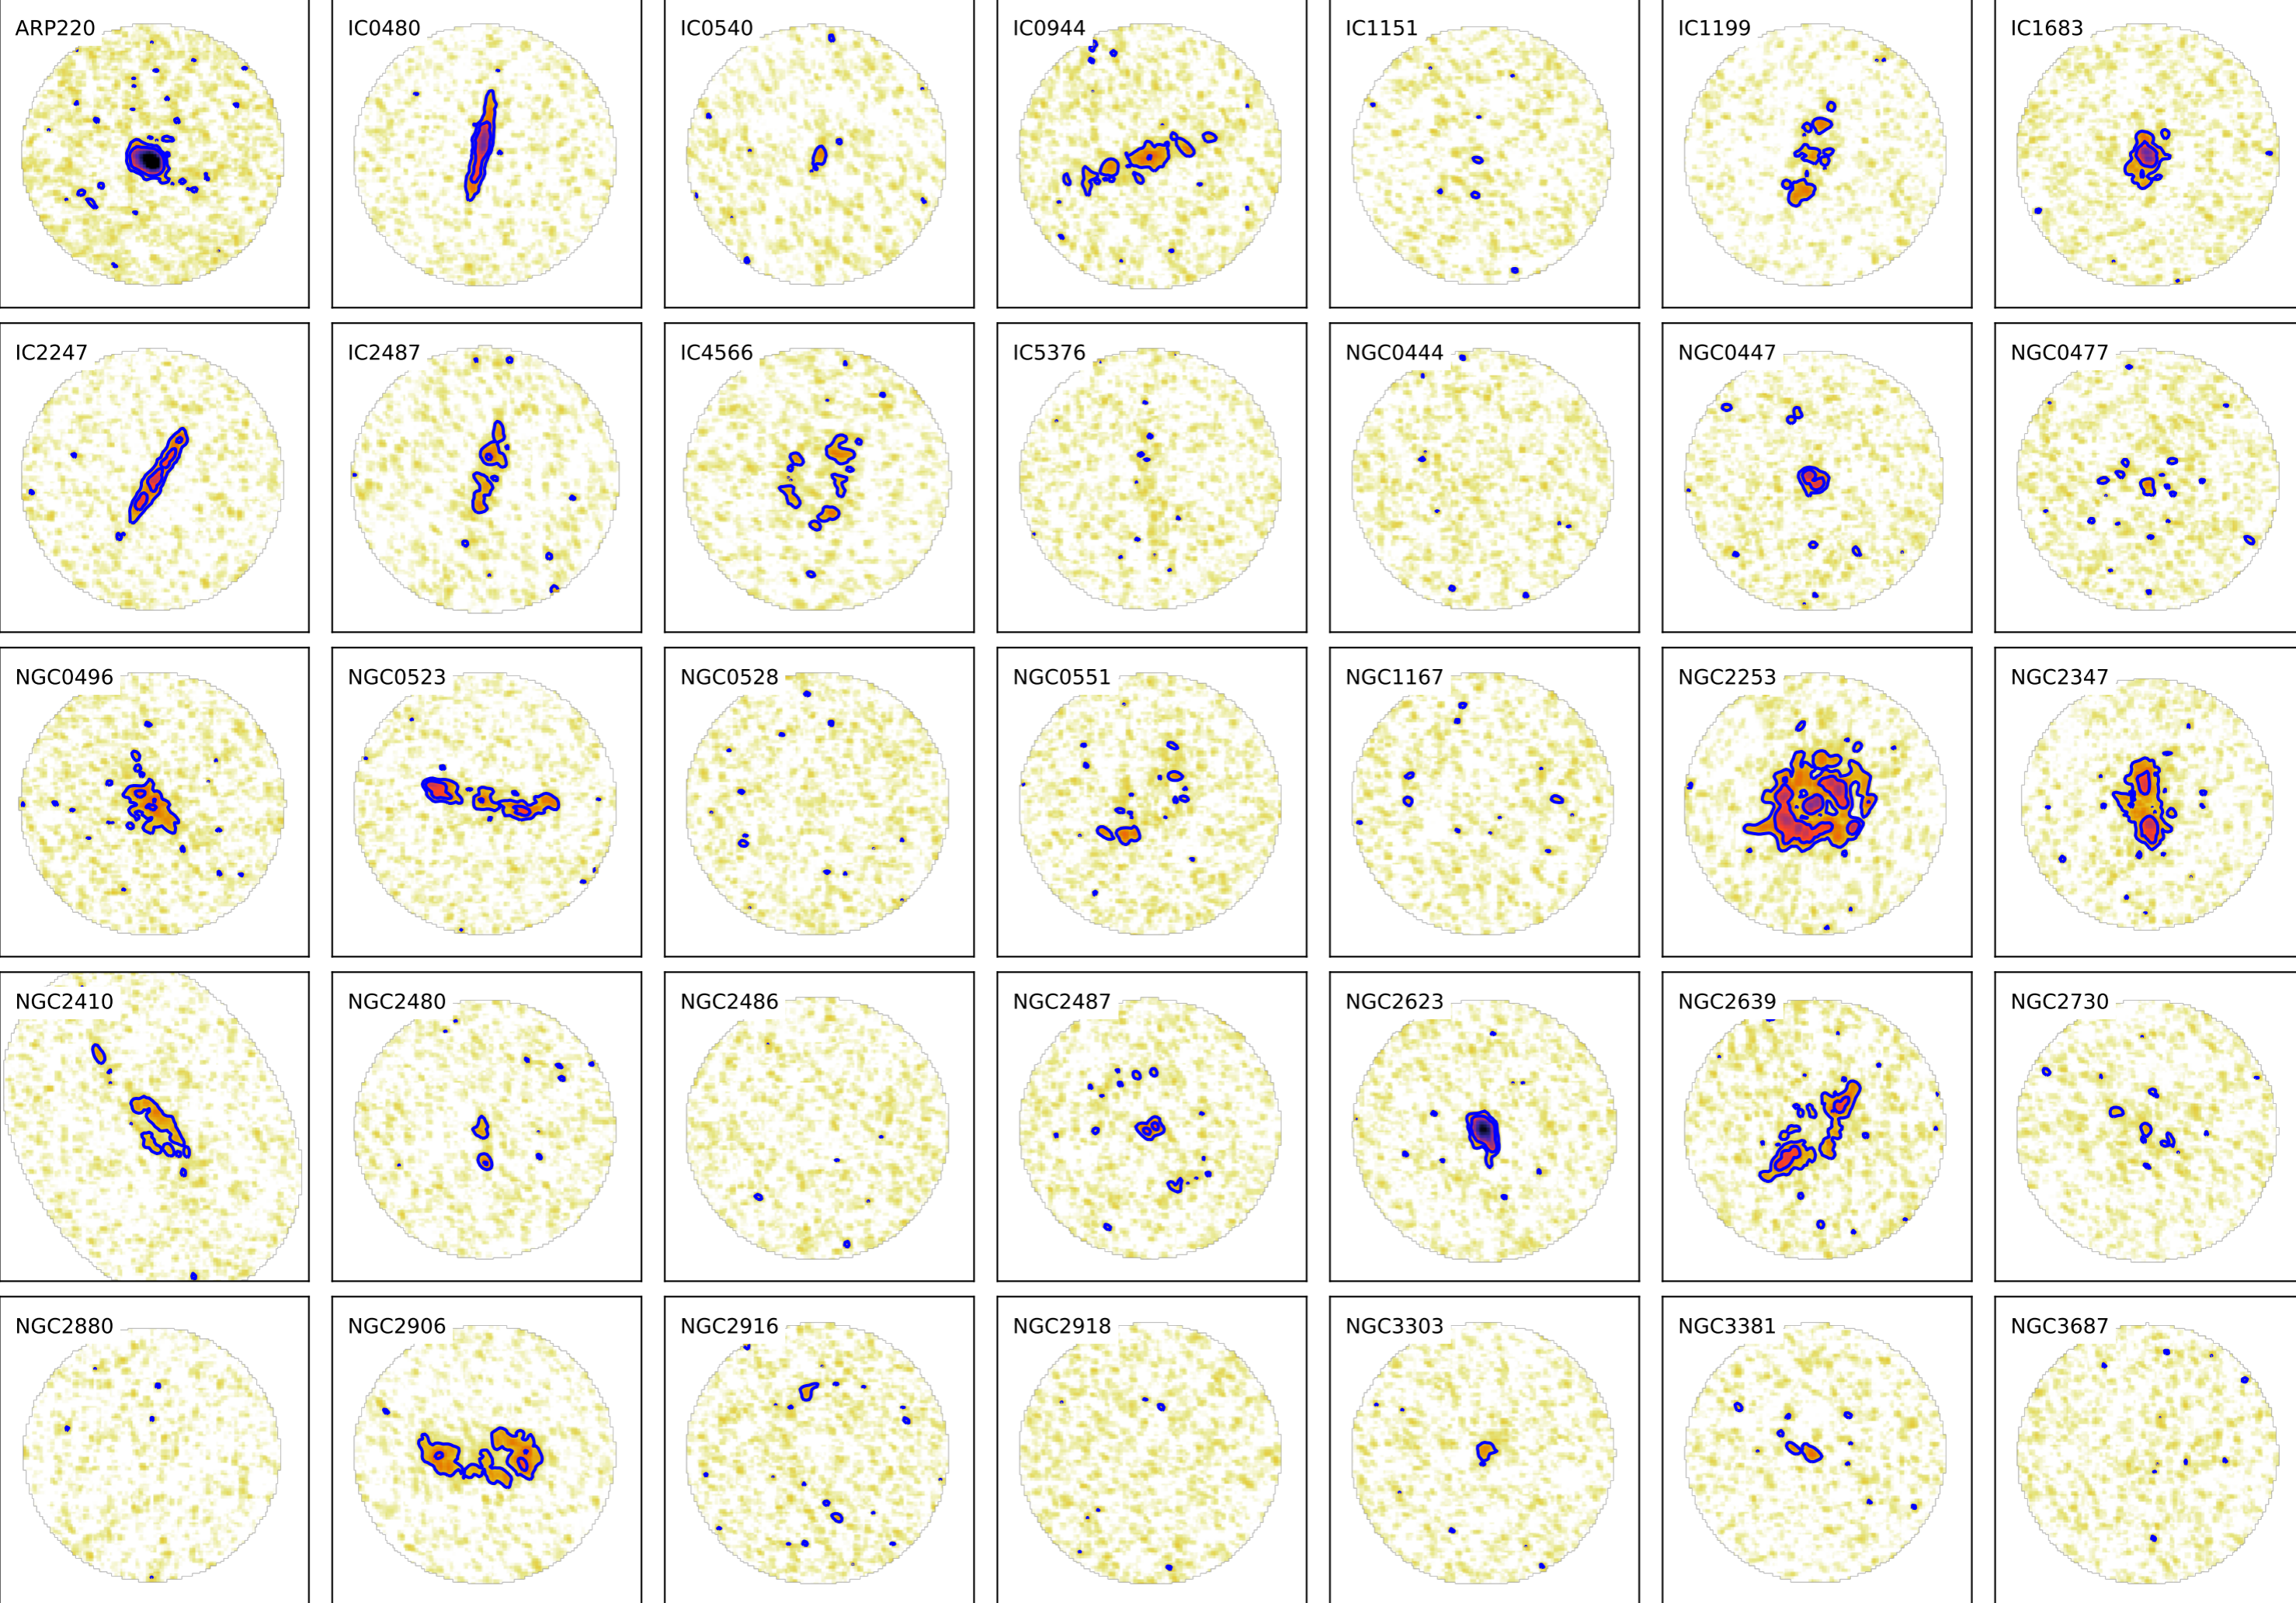 ARP220
IC0480
IC0540
IC0944
IC1151
IC1199
IC1683
IC2247
IC2487
IC4566
IC5376
NGC0444
NGC0447
NGC0477
NGC0496
NGC0523
NGC0528
NGC0551
NGC1167
NGC2253
NGC2347
NGC2410
NGC2480
NGC2486
NGC2487
NGC2623
NGC2639
NGC2730
NGC2880
NGC2906
NGC2916
NGC2918
NGC3303
NGC3381
NGC3687